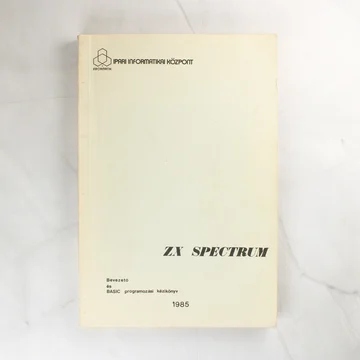 IPARI INFORMATIKAI KÖZPONT
ZX SPECTRUM
Bevezető
és
BASIC programozási kézikönyv
1985